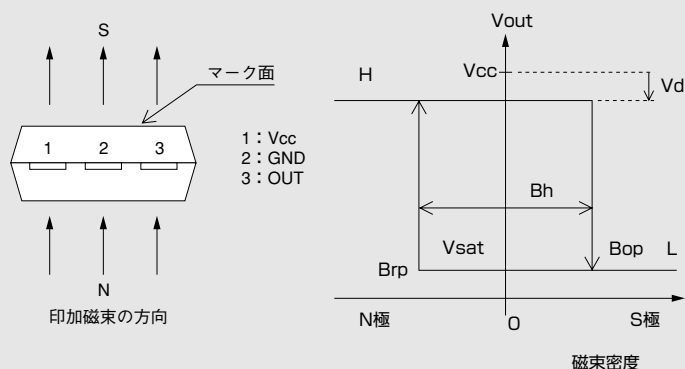 S
マーク面
1 2 3
1：Vcc
2：GND
3：OUT
N
印加磁束の方向
Vout
H
Vcc
Vd
Bh
Vsat
Bop
L
Brp
N極
O
S極
磁束密度